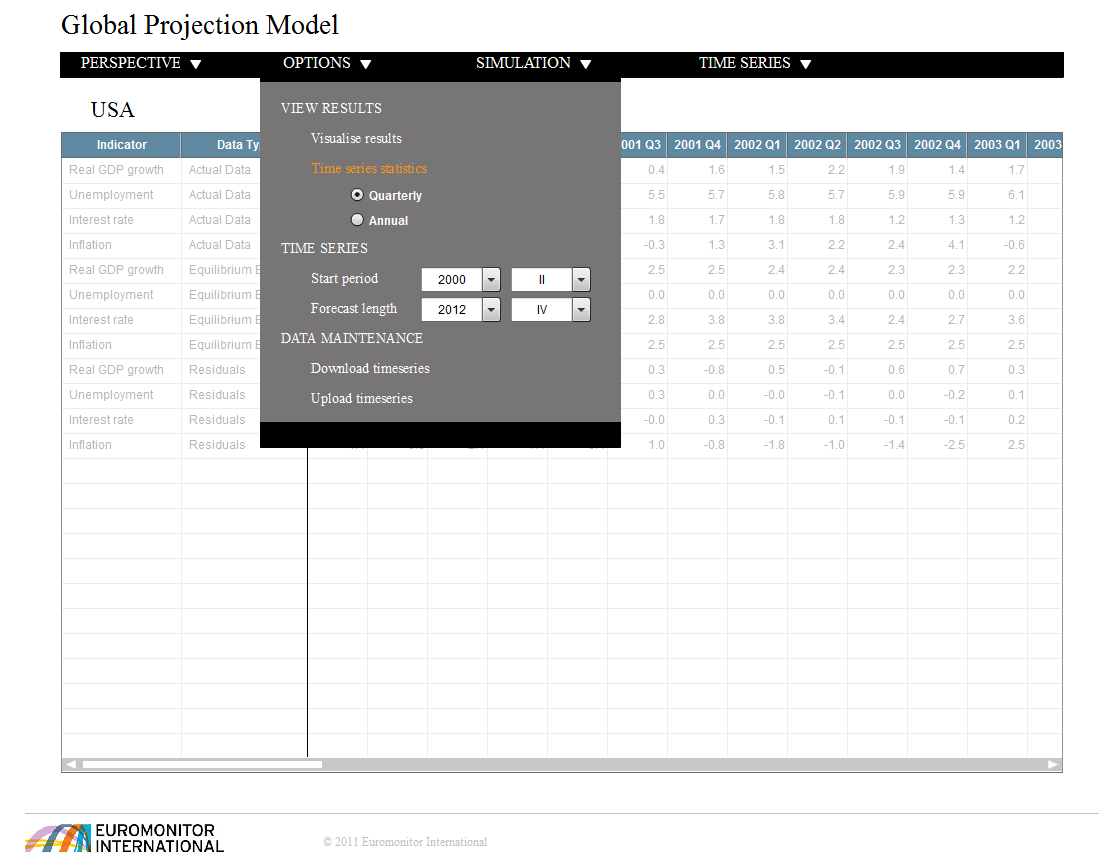 Global Projection Model
PERSPECTIVE OPTIONS SIMULATION TIME SERIES
USA
VIEW RESULTS
Visualise results
Time series statistics
Quarterly
Annual
TIME SERIES
Start period 2000 II
Forecast length 2012 IV
DATA MAINTENANCE
Download timeseries
Upload timeseries
Indicator Data Ty 001 Q3 2001 Q4 2002 Q1 2002 Q2 2002 Q3 2002 Q4 2003 Q1 2003
Real GDP growth Actual Data 0.4 1.6 1.5 2.2 1.9 1.4 1.7
Unemployment Actual Data 5.5 5.7 5.8 5.7 5.9 5.9 6.1
Interest rate Actual Data 1.8 1.7 1.8 1.8 1.2 1.3 1.2
Inflation Actual Data -0.3 1.3 3.1 2.2 2.4 4.1 -0.6
Real GDP growth Equilibrium E 2.5 2.5 2.4 2.4 2.3 2.3 2.2
Unemployment Equilibrium E 0.0 0.0 0.0 0.0 0.0 0.0 0.0
Interest rate Equilibrium E 2.8 3.8 3.8 3.4 2.4 2.7 3.6
Inflation Equilibrium E 2.5 2.5 2.5 2.5 2.5 2.5 2.5
Real GDP growth Residuals 0.3 -0.8 0.5 -0.1 0.6 0.7 0.3
Unemployment Residuals 0.3 0.0 -0.0 -0.1 0.0 -0.2 0.1
Interest rate Residuals -0.0 0.3 -0.1 0.1 -0.1 -0.1 0.2
Inflation Residuals 1.0 -0.8 -1.8 -1.0 -1.4 -2.5 2.5
EUROMONITOR
INTERNATIONAL
© 2011 Euromonitor International